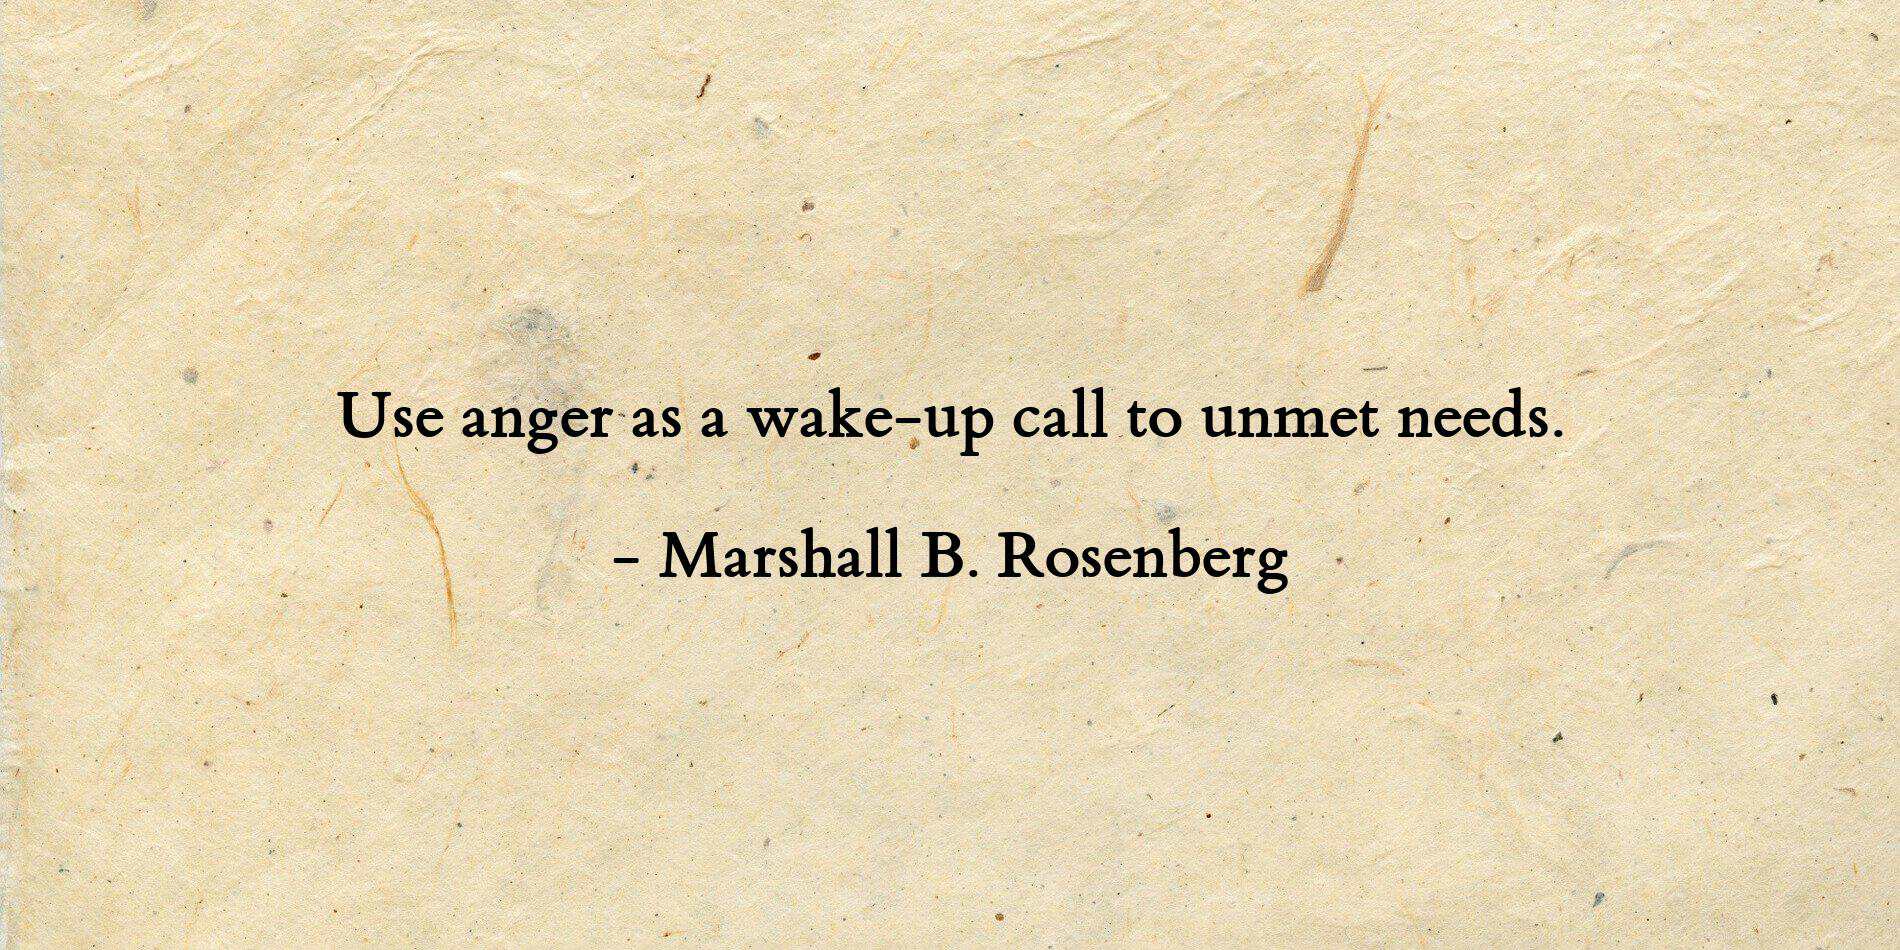 Use anger as a wake-up call to unmet needs.
- Marshall B. Rosenberg